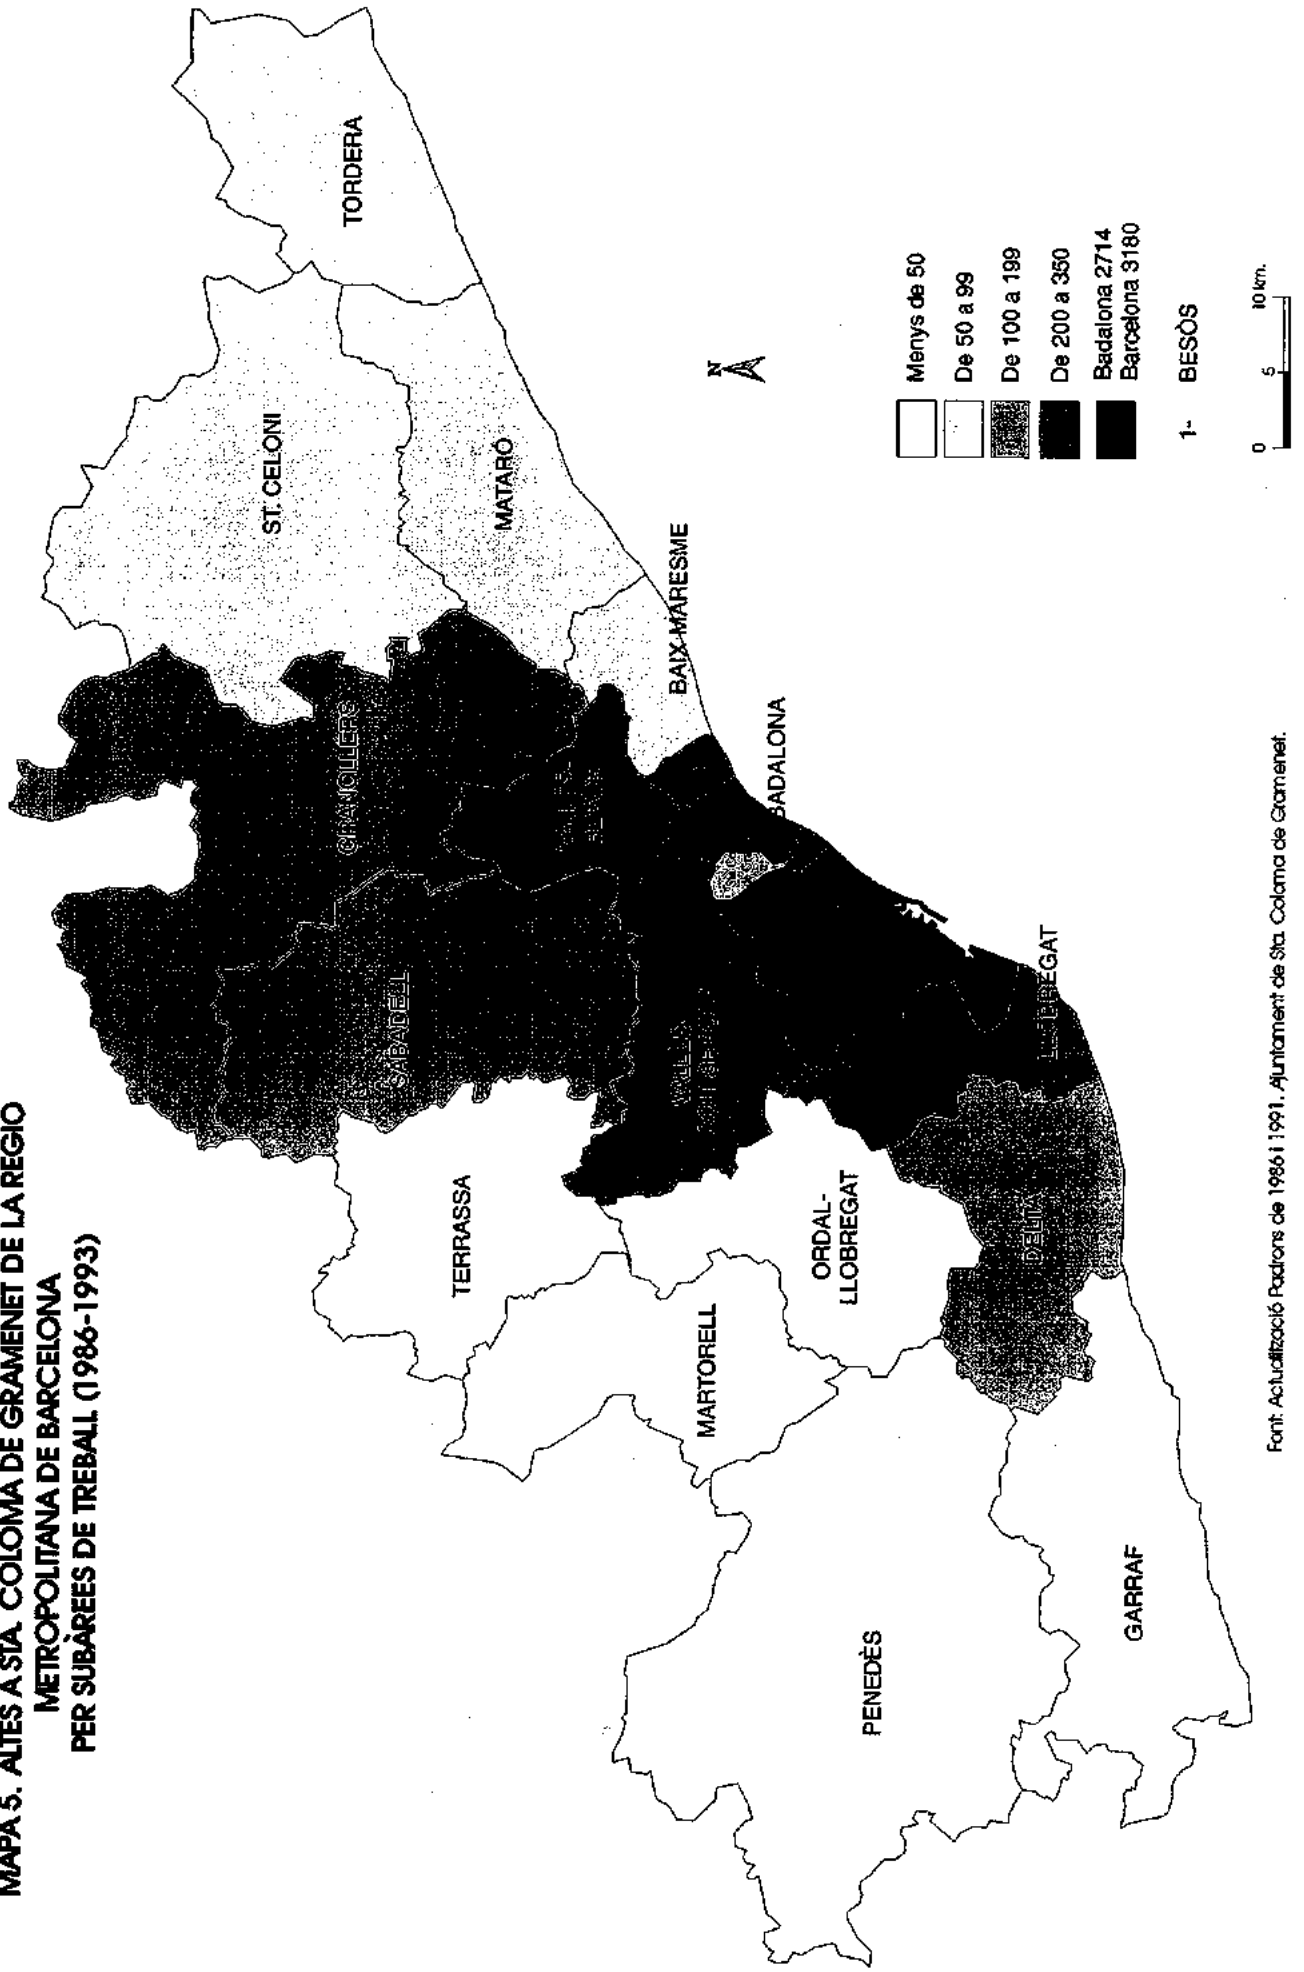 MAPA 5. ALTES A STA. COLOMA DE GRAMENET DE LA REGIO
METROPOLITANA DE BARCELONA
PER SUBÀREES DE TREBALL (1986-1993)
TORDERA
ST. CELONI
MATARÓ
BAIX MARESME
GRANOLLERS
SABADELL
BADALONA
TERRASSA
MARTORELL
ORDAL-
LLOBREGAT
DELTA
LLOBREGAT
PENEDÈS
GARRAF
N
Menys de 50
De 50 a 99
De 100 a 199
De 200 a 350
Badalona 2714
Barcelona 3180
1- BESÒS
0 5 10 km.
Font: Actualització Padrons de 1986 i 1991. Ajuntament de Sta. Coloma de Gramenet.